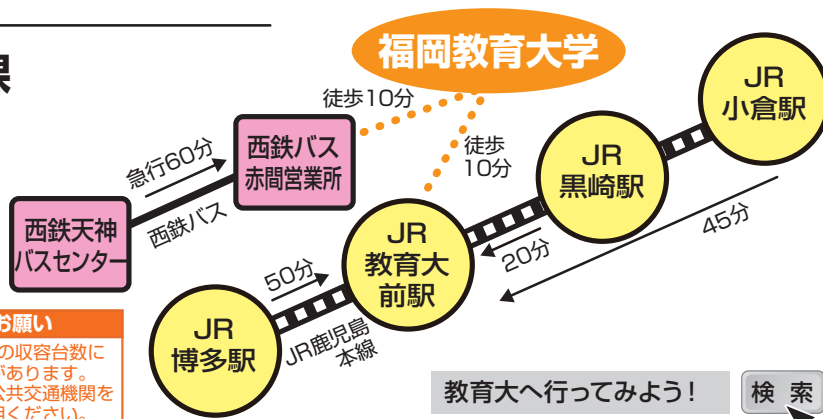 県
福岡教育大学
徒歩10分
徒歩
10分
急行60分
西鉄バス
赤間営業所
西鉄天神
バスセンター
西鉄バス
JR
小倉駅
JR
黒崎駅
45分
20分
JR
教育大
前駅
50分
JR鹿児島
本線
JR
博多駅
お願い
の収容台数に
があります。
公共交通機関を
用ください。
教育大へ行ってみよう！
検 索